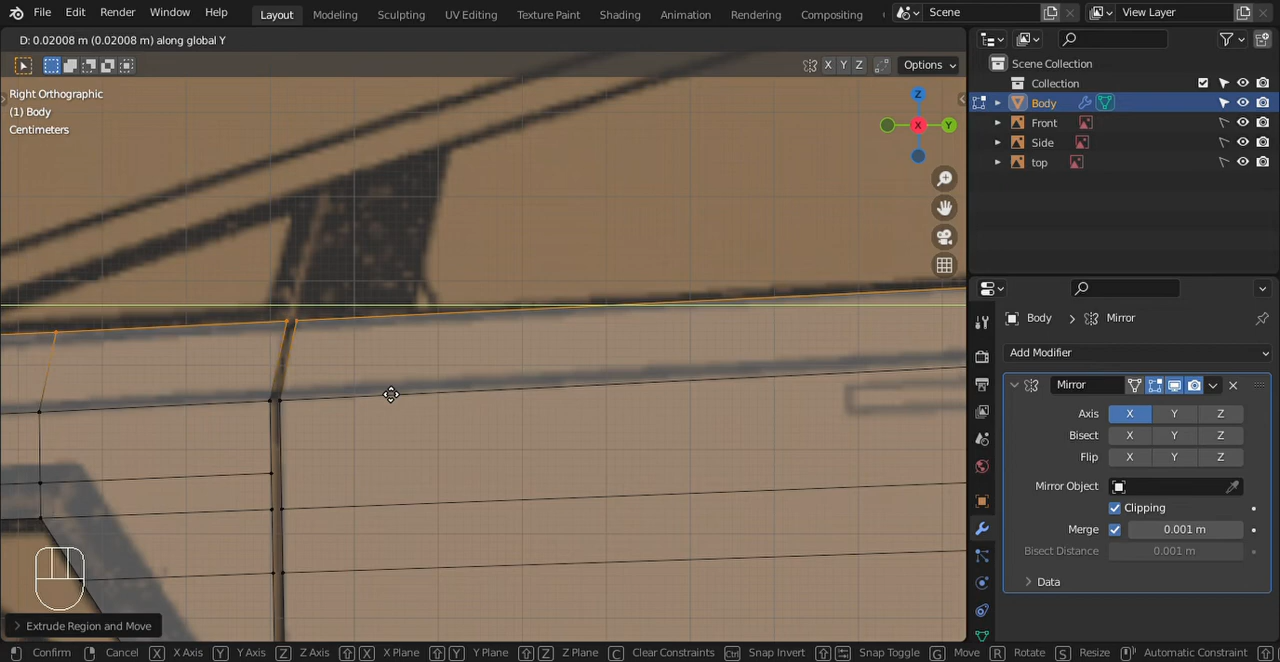 File Edit Render Window Help Layout Modeling Sculpting UV Editing Texture Paint Shading Animation Rendering Compositing Scene View Layer
D: 0.02008 m (0.02008 m) along global Y
X Y Z Options
Right Orthographic
(1) Body
Centimeters
Z
X Y
Scene Collection
Collection
Body
Front
Side
top
Body Mirror
Add Modifier
Mirror
Axis X Y Z
Bisect X Y Z
Flip X Y Z
Mirror Object
Clipping
Merge 0.001 m
Bisect Distance 0.001 m
Data
Extrude Region and Move
Confirm Cancel X X Axis Y Y Axis Z Z Axis X X Plane Y Y Plane Z Z Plane C Clear Constraints Ctrl Snap Invert Snap Toggle G Move R Rotate S Resize Automatic Constraint